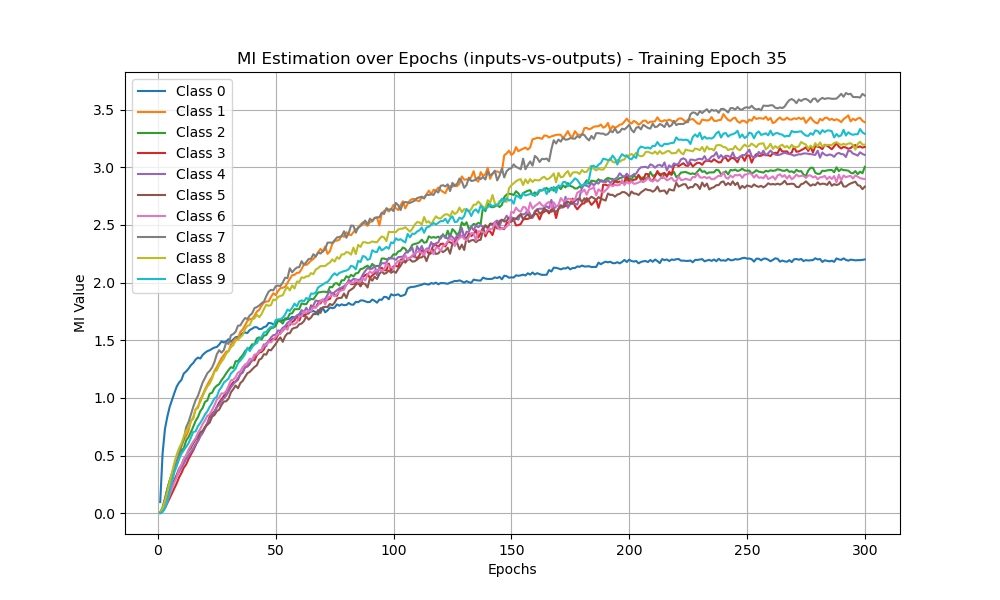 MI Estimation over Epochs (inputs-vs-outputs) - Training Epoch 35
Class 0
Class 1
Class 2
Class 3
Class 4
Class 5
Class 6
Class 7
Class 8
Class 9
MI Value
3.5
3.0
2.5
2.0
1.5
1.0
0.5
0.0
0 50 100 150 200 250 300
Epochs